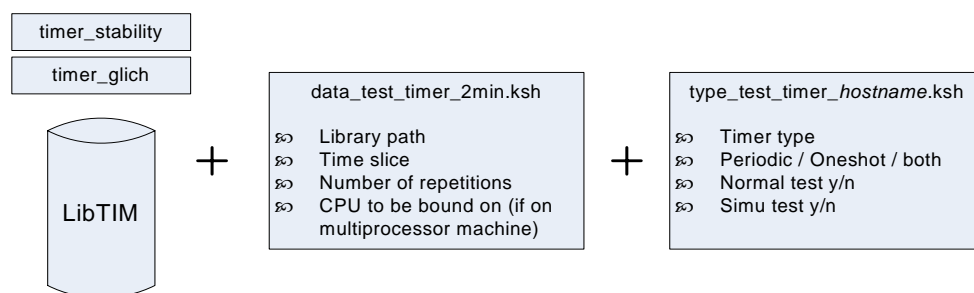 timer_stability
timer_glich
LibTIM
+
data_test_timer_2min.ksh
Library path
Time slice
Number of repetitions
CPU to be bound on (if on
multiprocessor machine)
+
type_test_timer_hostname.ksh
Timer type
Periodic / Oneshot / both
Normal test y/n
Simu test y/n